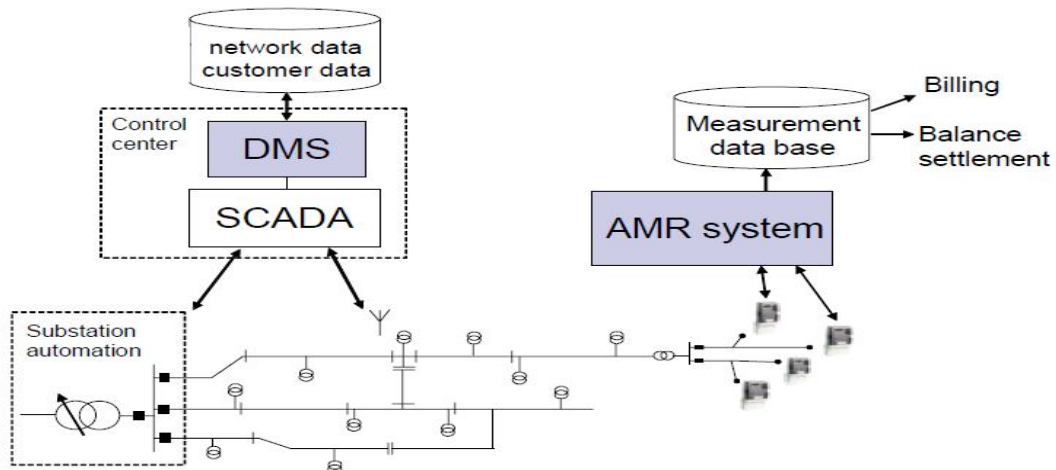 network data
customer data
Control
center
DMS
SCADA
Measurement
data base
Billing
Balance
settlement
AMR system
Substation
automation